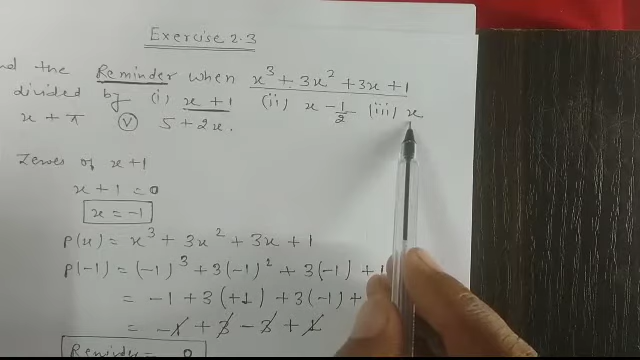 Exercise 2.3
nd the Reminder when x³ + 3x² + 3x + 1
divided by (i) x + 1 (ii) x - 1/2 (iii) x
x + π (v) 5 + 2x.
Zeroes of x+1
x + 1 = 0
x = -1
P(x) = x³ + 3x² + 3x + 1
P(-1) = (-1)³ + 3(-1)² + 3(-1) + 1
= -1 + 3(+1) + 3(-1) +
= -1 + 3 - 3 + 1
Reminder = 0